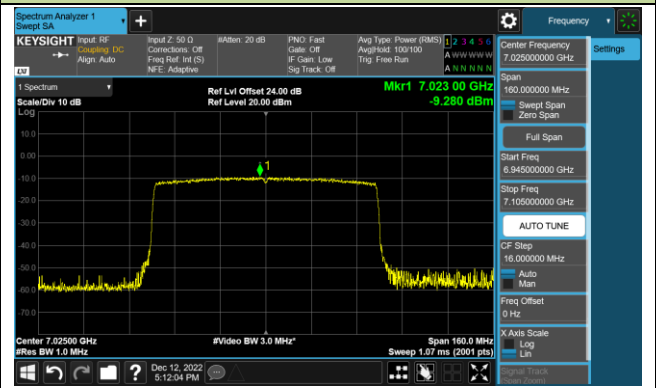 Spectrum Analyzer 1
Swept SA
+
Frequency
KEYSIGHT
Input: RF
Coupling: DC
Align: Auto
Input Z: 50 Ω
Corrections: Off
Freq Ref: Int (S)
NFE: Adaptive
#Atten: 20 dB
PNO: Fast
Gate: Off
IF Gain: Low
Sig Track: Off
Avg Type: Power (RMS)
Avg|Hold: 100/100
Trig: Free Run
1 2 3 4 5 6
A W W W W W
A N N N N N
LXI
Center Frequency
7.025000000 GHz
Settings
Span
160.000000 MHz
Swept Span
Zero Span
Full Span
Start Freq
6.945000000 GHz
Stop Freq
7.105000000 GHz
AUTO TUNE
CF Step
16.000000 MHz
Auto
Man
Freq Offset
0 Hz
X Axis Scale
Log
Lin
Signal Track
(Span Zoom)
1 Spectrum
Scale/Div 10 dB
Ref Lvl Offset 24.00 dB
Ref Level 20.00 dBm
Mkr1 7.023 00 GHz
-9.280 dBm
Log
10.0
0.00
-10.0
-20.0
-30.0
-40.0
-50.0
-60.0
-70.0
1
Center 7.02500 GHz
#Res BW 1.0 MHz
#Video BW 3.0 MHz*
Span 160.0 MHz
Sweep 1.07 ms (2001 pts)
?
Dec 12, 2022
5:12:04 PM